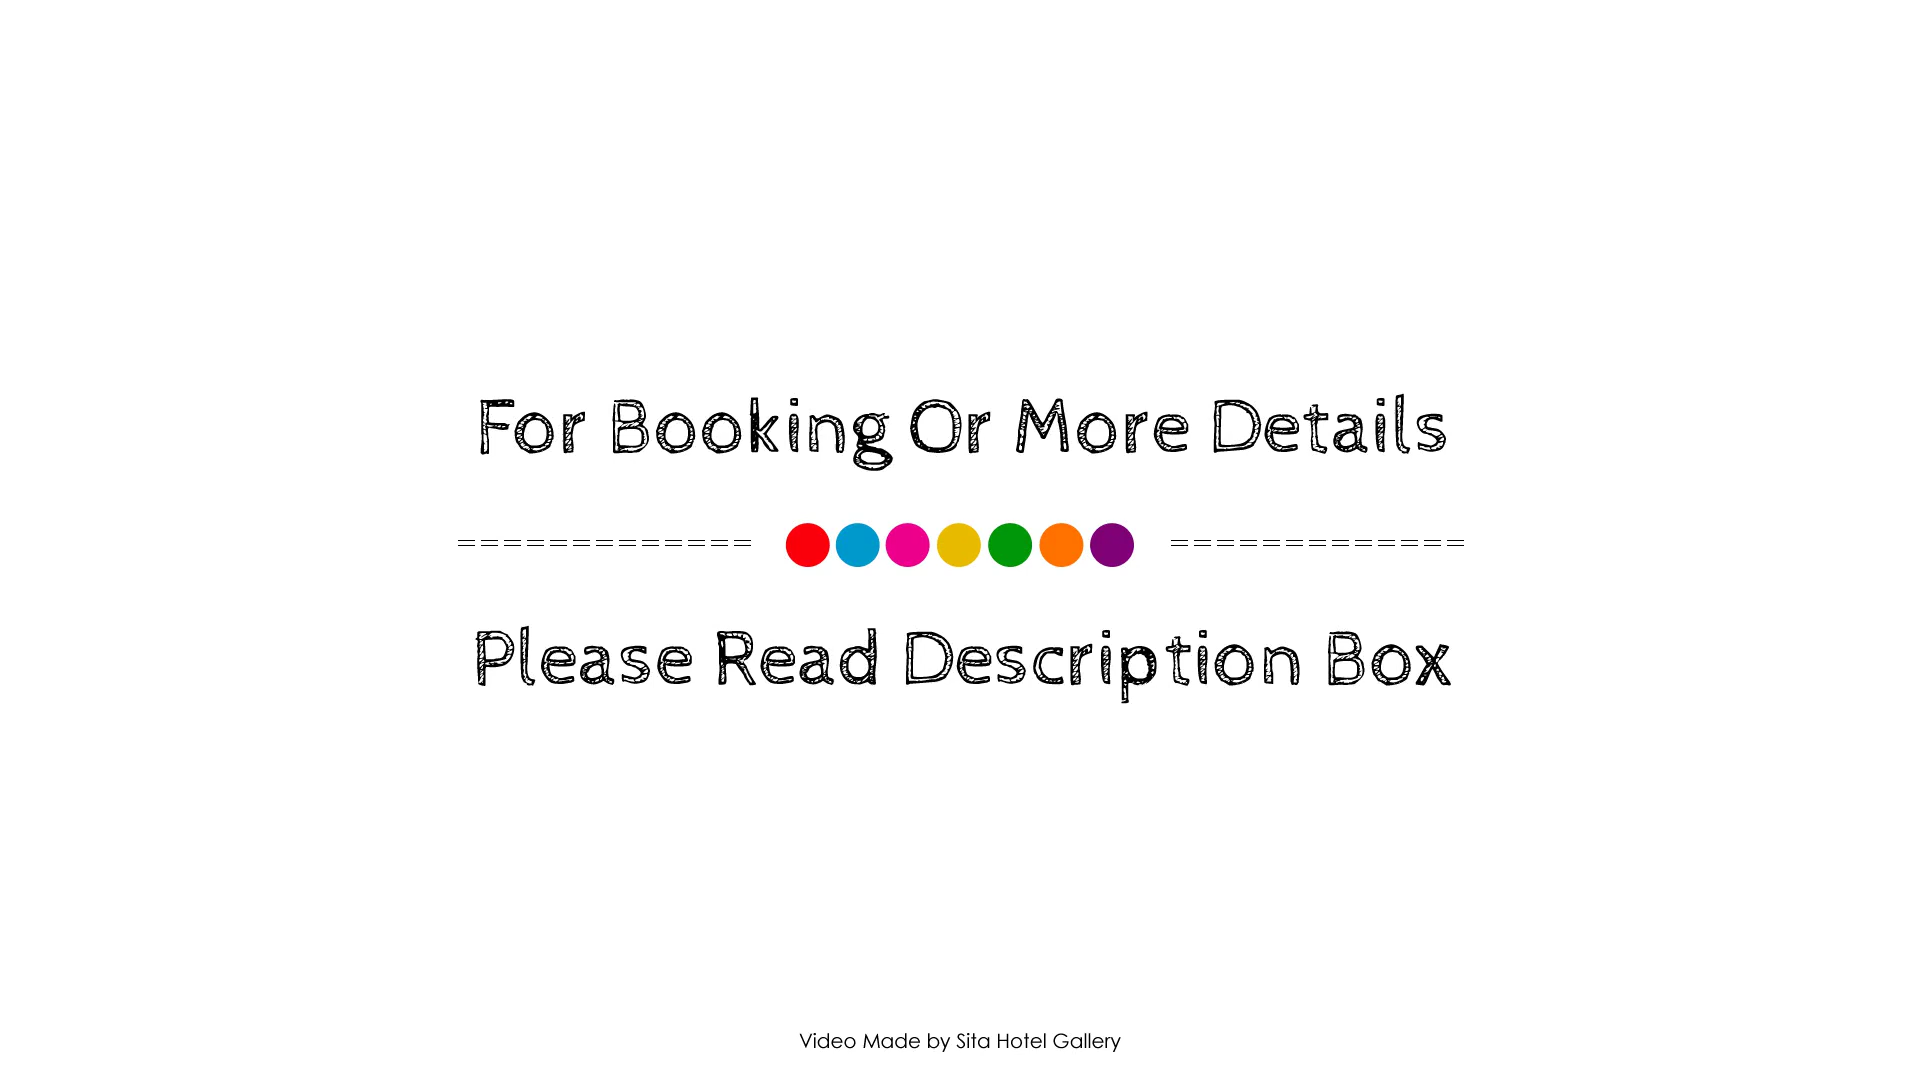 For Booking Or More Details
============= =============
Please Read Description Box
Video Made by Sita Hotel Gallery